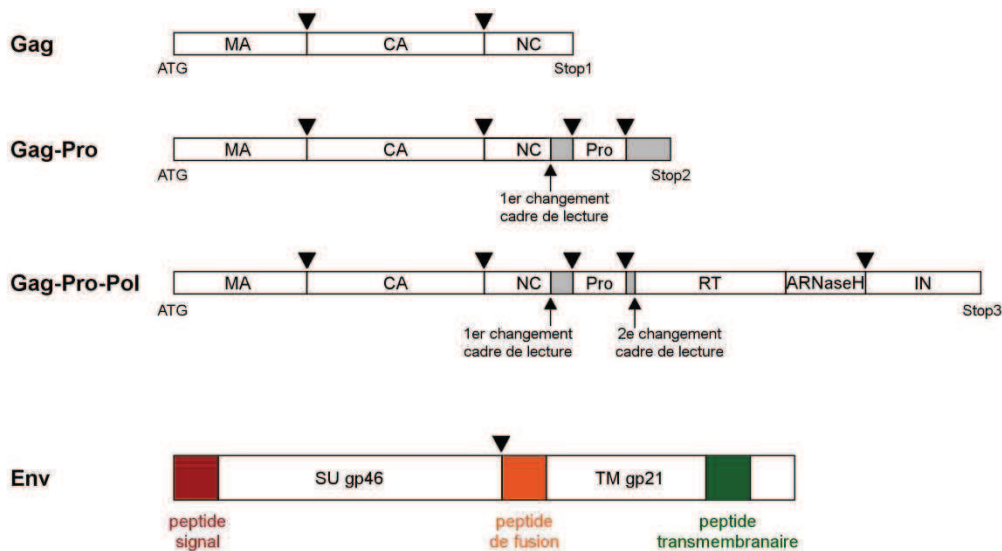 Gag
MA CA NC
ATG Stop1
Gag-Pro
MA CA NC Pro
ATG Stop2
1er changement
cadre de lecture
Gag-Pro-Pol
MA CA NC Pro RT ARNaseH IN
ATG Stop3
1er changement
cadre de lecture
2e changement
cadre de lecture
Env
SU gp46 TM gp21
peptide
signal
peptide
de fusion
peptide
transmembranaire